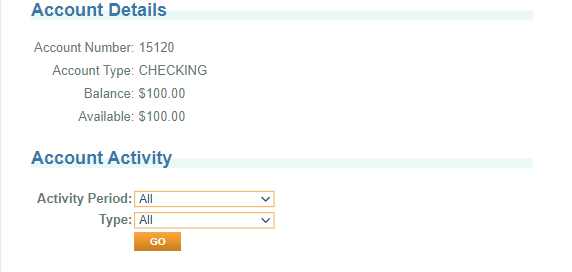 Account Details
Account Number: 15120
Account Type: CHECKING
Balance: $100.00
Available: $100.00
Account Activity
Activity Period: All
Type: All
GO